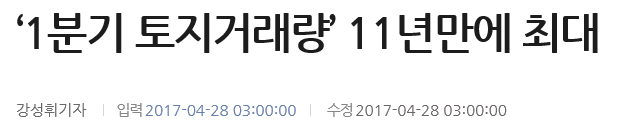 ‘1분기 토지거래량’ 11년만에 최대
강성휘기자 입력 2017-04-28 03:00:00 수정 2017-04-28 03:00:00